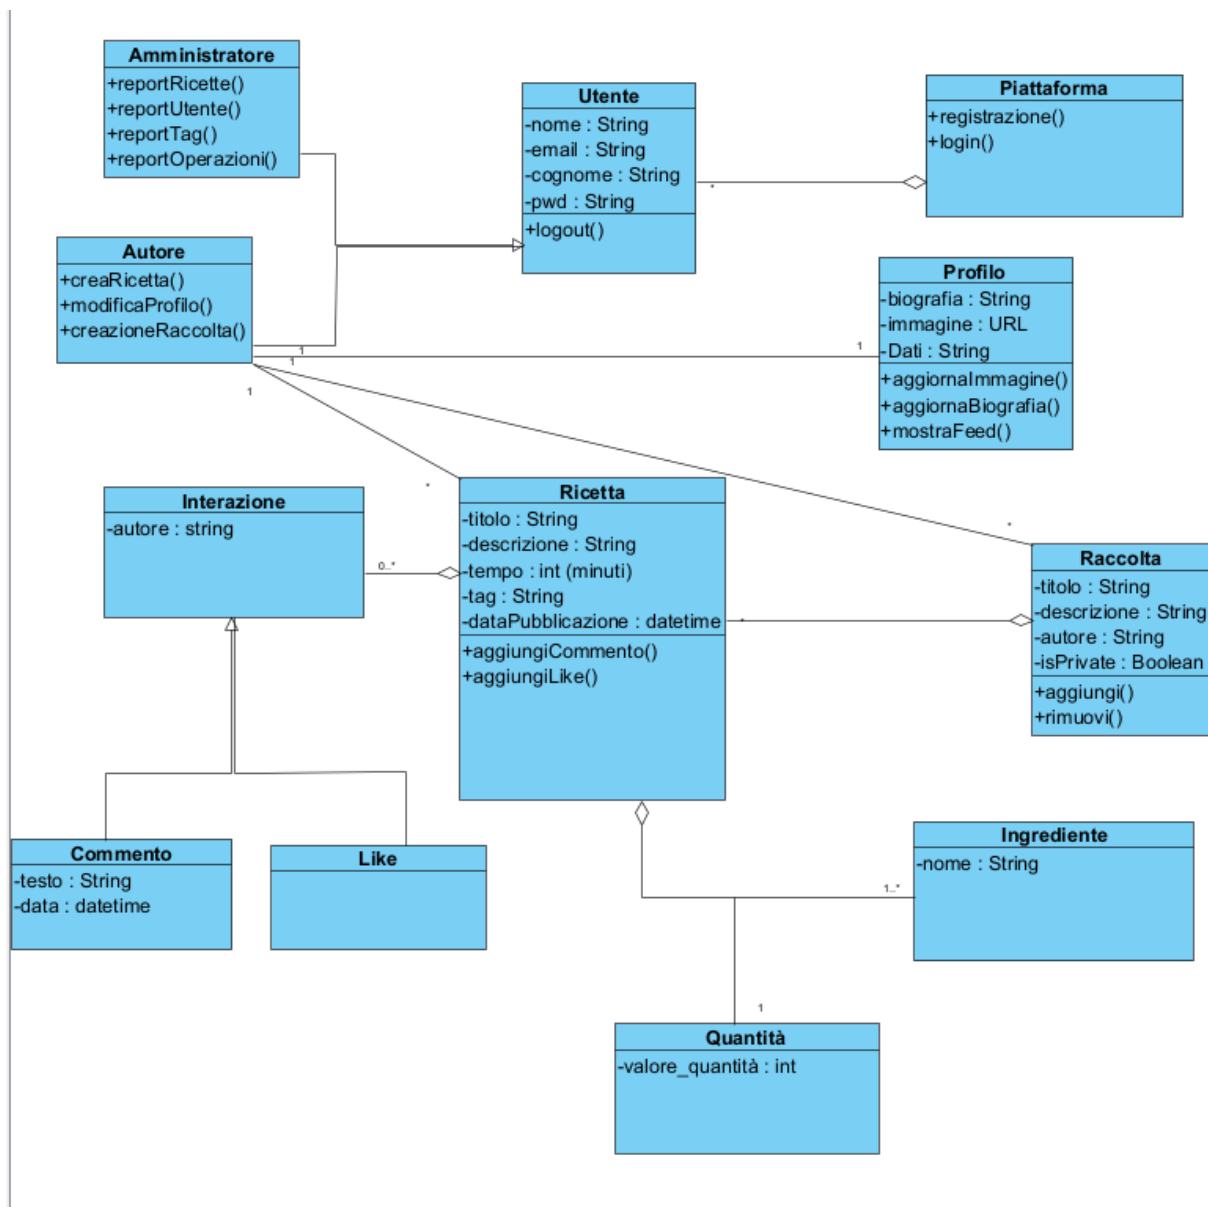 Amministratore
+reportRicette()
+reportUtente()
+reportTag()
+reportOperazioni()
Utente
-nome : String
-email : String
-cognome : String
-pwd : String
+logout()
Piattaforma
+registrazione()
+login()
*
Autore
+creaRicetta()
+modificaProfilo()
+creazioneRaccolta()
Profilo
-biografia : String
-immagine : URL
-Dati : String
+aggiornaImmagine()
+aggiornaBiografia()
+mostraFeed()
1
1
1
1
*
*
Interazione
-autore : string
0..*
Ricetta
-titolo : String
-descrizione : String
-tempo : int (minuti)
-tag : String
-dataPubblicazione : datetime
+aggiungiCommento()
+aggiungiLike()
*
Raccolta
-titolo : String
-descrizione : String
-autore : String
-isPrivate : Boolean
+aggiungi()
+rimuovi()
Commento
-testo : String
-data : datetime
Like
Ingrediente
-nome : String
1..*
1
Quantità
-valore_quantità : int